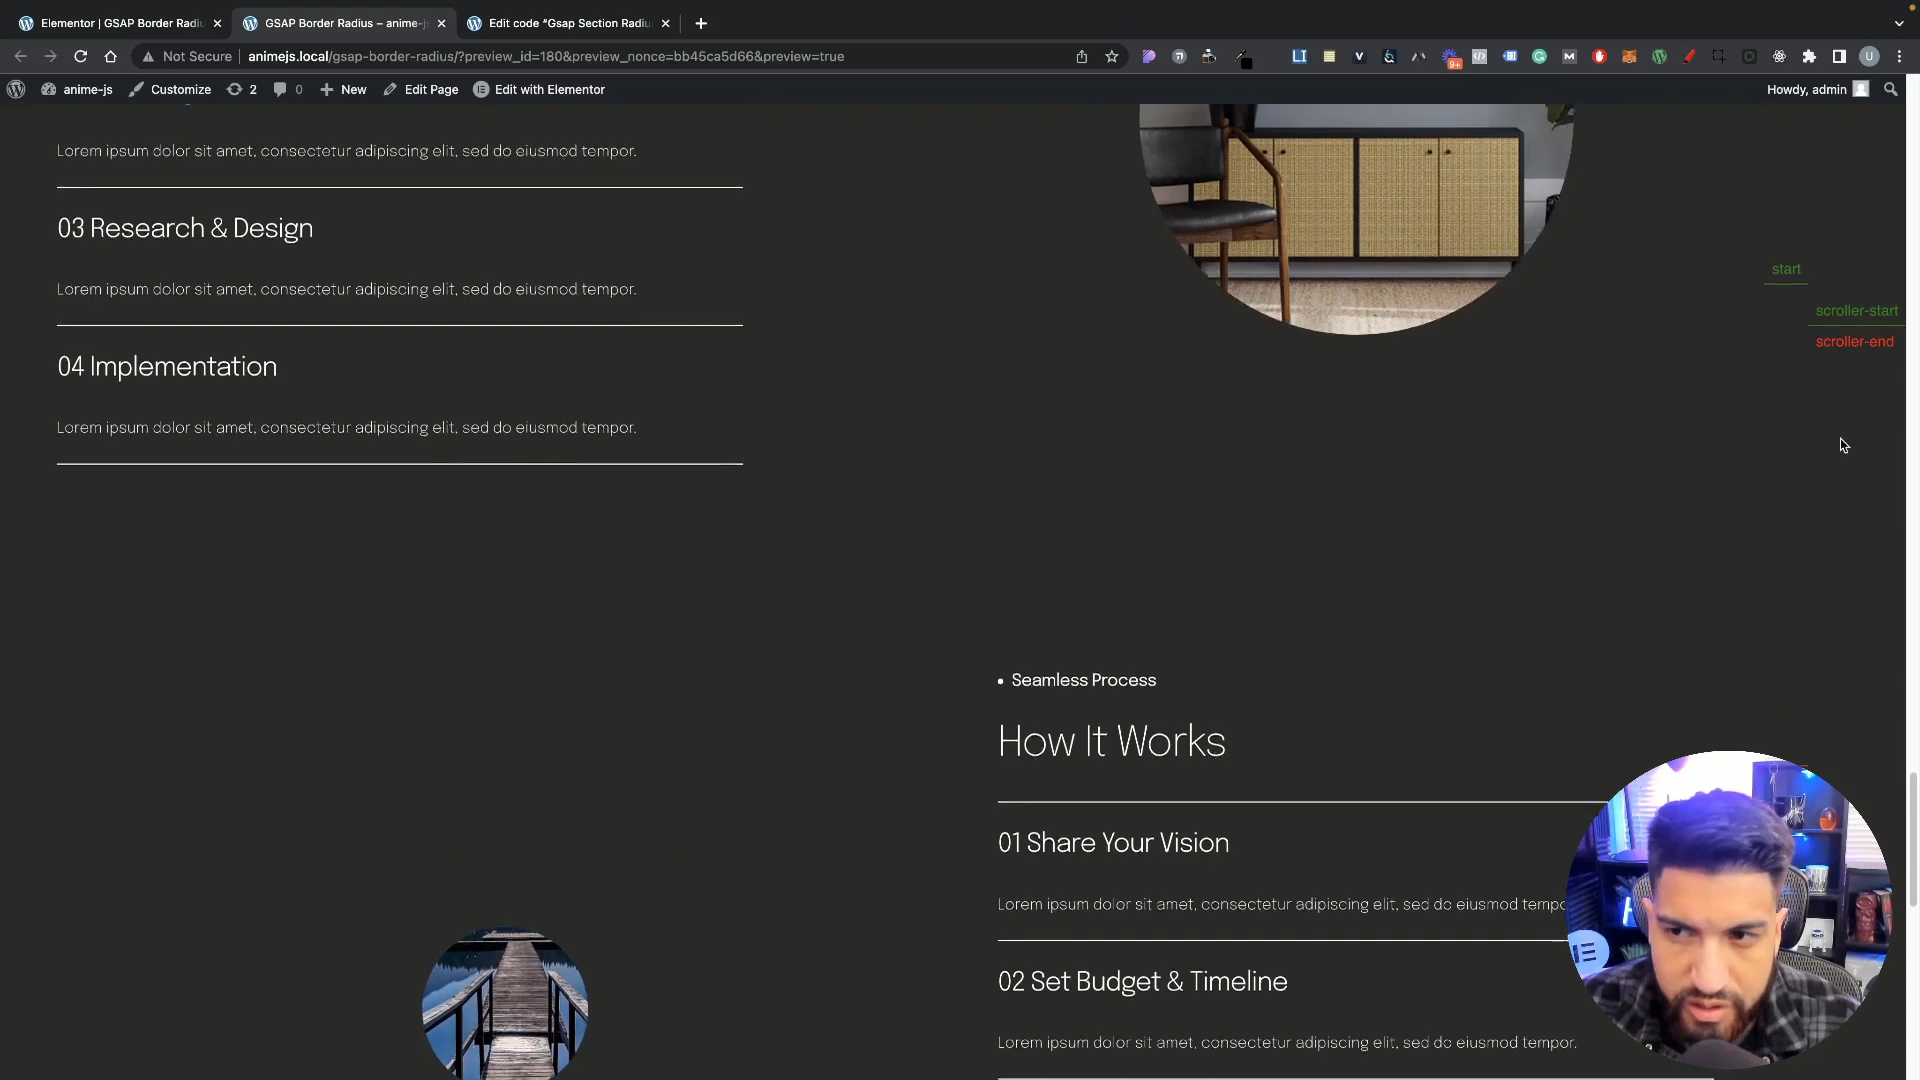 Elementor | GSAP Border Radi
GSAP Border Radius – anime-j
Edit code "Gsap Section Radiu
Not Secure
animejs.local/gsap-border-radius/?preview_id=180&preview_nonce=bb45ca5d66&preview=true
9+
U
anime-js
Customize
2
0
New
Edit Page
Edit with Elementor
Howdy, admin
Lorem ipsum dolor sit amet, consectetur adipiscing elit, sed do eiusmod tempor.
03 Research & Design
Lorem ipsum dolor sit amet, consectetur adipiscing elit, sed do eiusmod tempor.
04 Implementation
Lorem ipsum dolor sit amet, consectetur adipiscing elit, sed do eiusmod tempor.
start
scroller-start
scroller-end
• Seamless Process
How It Works
01 Share Your Vision
Lorem ipsum dolor sit amet, consectetur adipiscing elit, sed do eiusmod tempo
02 Set Budget & Timeline
Lorem ipsum dolor sit amet, consectetur adipiscing elit, sed do eiusmod tempor.